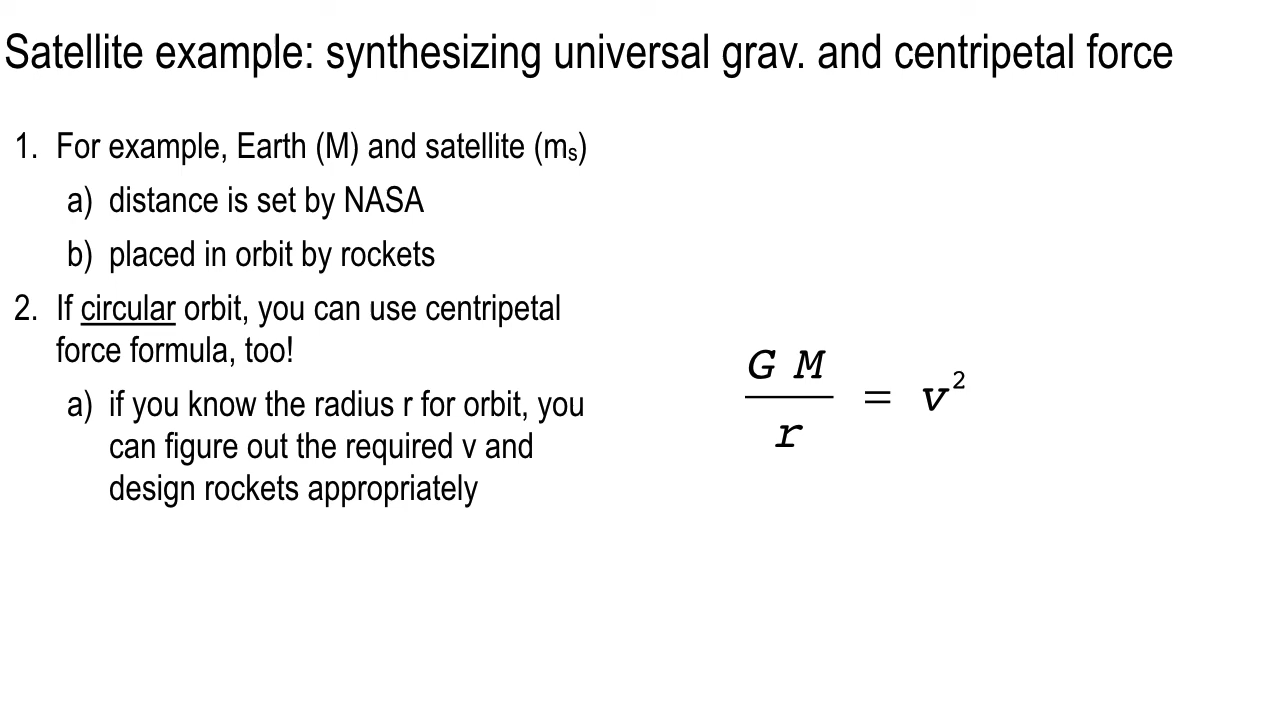 Satellite example: synthesizing universal grav. and centripetal force
1. For example, Earth (M) and satellite (mₛ)
a) distance is set by NASA
b) placed in orbit by rockets
2. If circular orbit, you can use centripetal
force formula, too!
a) if you know the radius r for orbit, you
can figure out the required v and
design rockets appropriately
G M
r
= v²